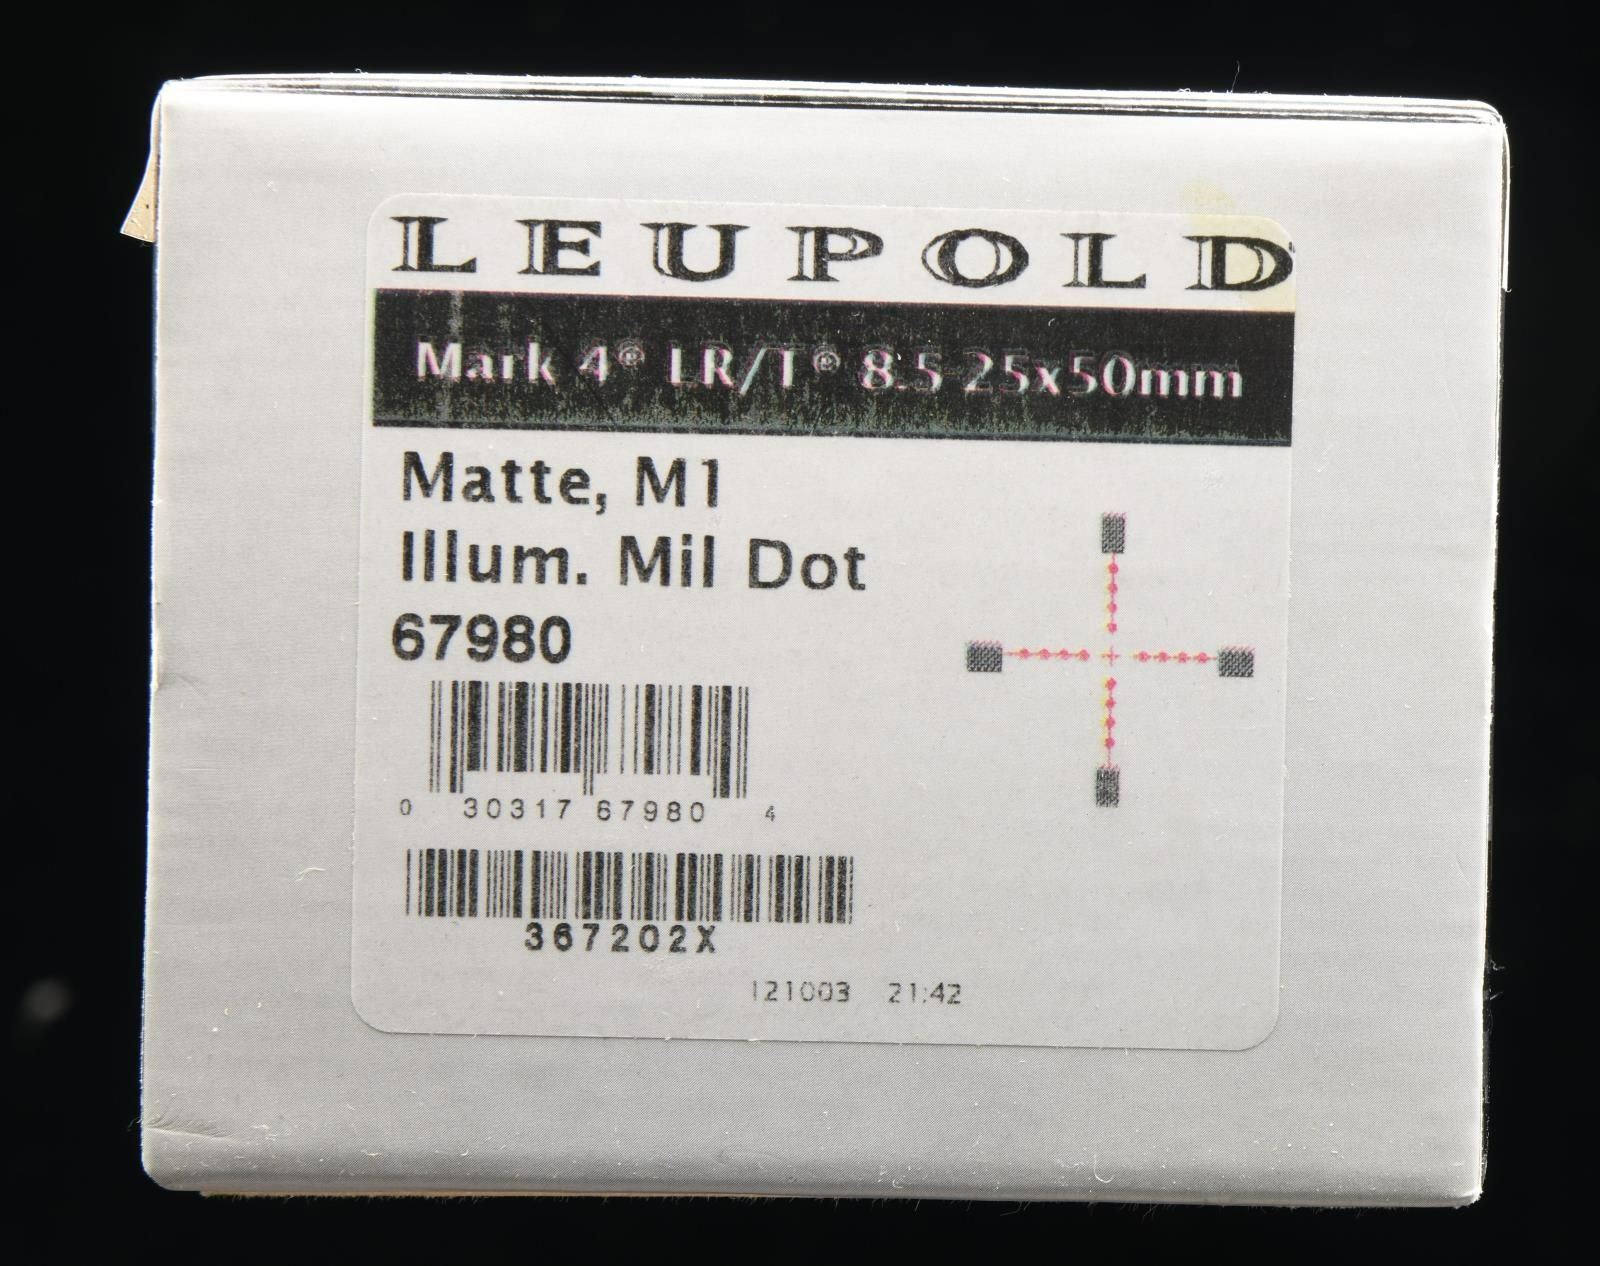 LEUPOLD
Mark 4® LR/T® 8.5-25x50mm
Matte, M1
Illum. Mil Dot
67980
0 30317 67980 4
367202X
121003 21:42